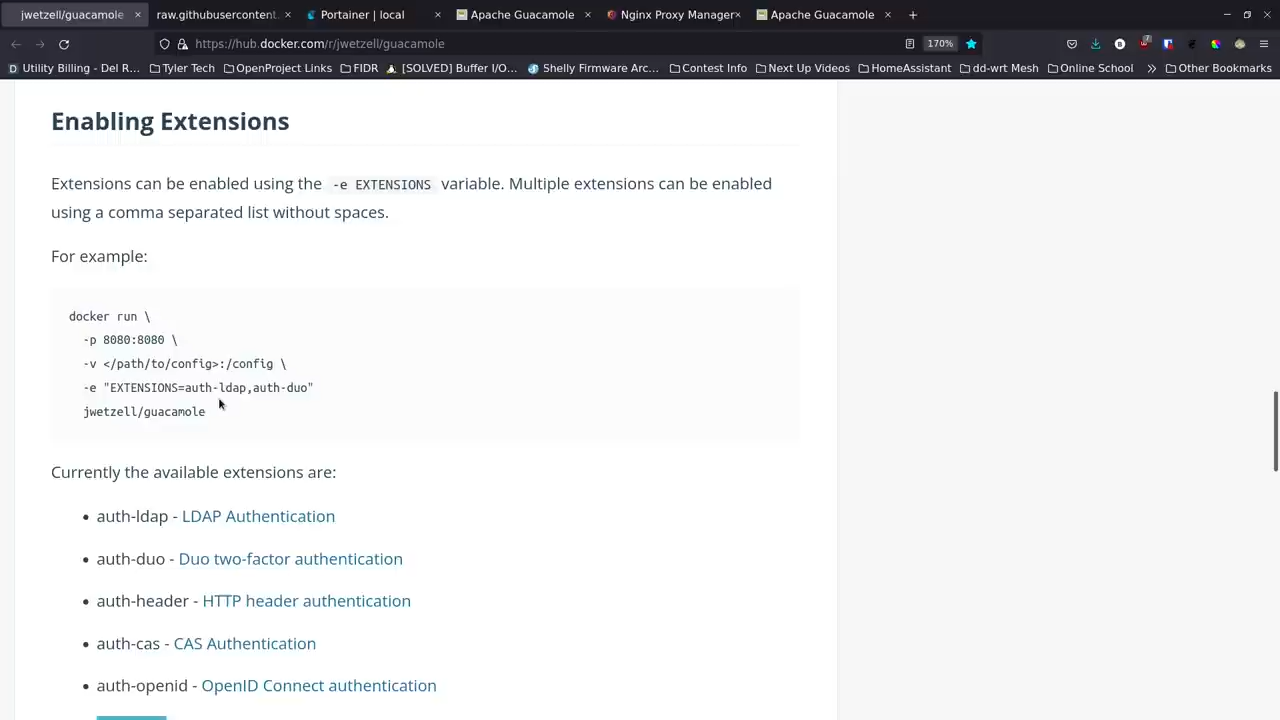 jwetzell/guacamole
raw.githubusercontent.
Portainer | local
Apache Guacamole
Nginx Proxy Manager
Apache Guacamole
https://hub.docker.com/r/jwetzell/guacamole
170%
7
Utility Billing - Del R…
Tyler Tech
OpenProject Links
FIDR
[SOLVED] Buffer I/O…
Shelly Firmware Arc…
Contest Info
Next Up Videos
HomeAssistant
dd-wrt Mesh
Online School
Other Bookmarks
Enabling Extensions
Extensions can be enabled using the -e EXTENSIONS variable. Multiple extensions can be enabled
using a comma separated list without spaces.
For example:
docker run \
-p 8080:8080 \
-v </path/to/config>:/config \
-e "EXTENSIONS=auth-ldap,auth-duo"
jwetzell/guacamole
Currently the available extensions are:
• auth-ldap - LDAP Authentication
• auth-duo - Duo two-factor authentication
• auth-header - HTTP header authentication
• auth-cas - CAS Authentication
• auth-openid - OpenID Connect authentication